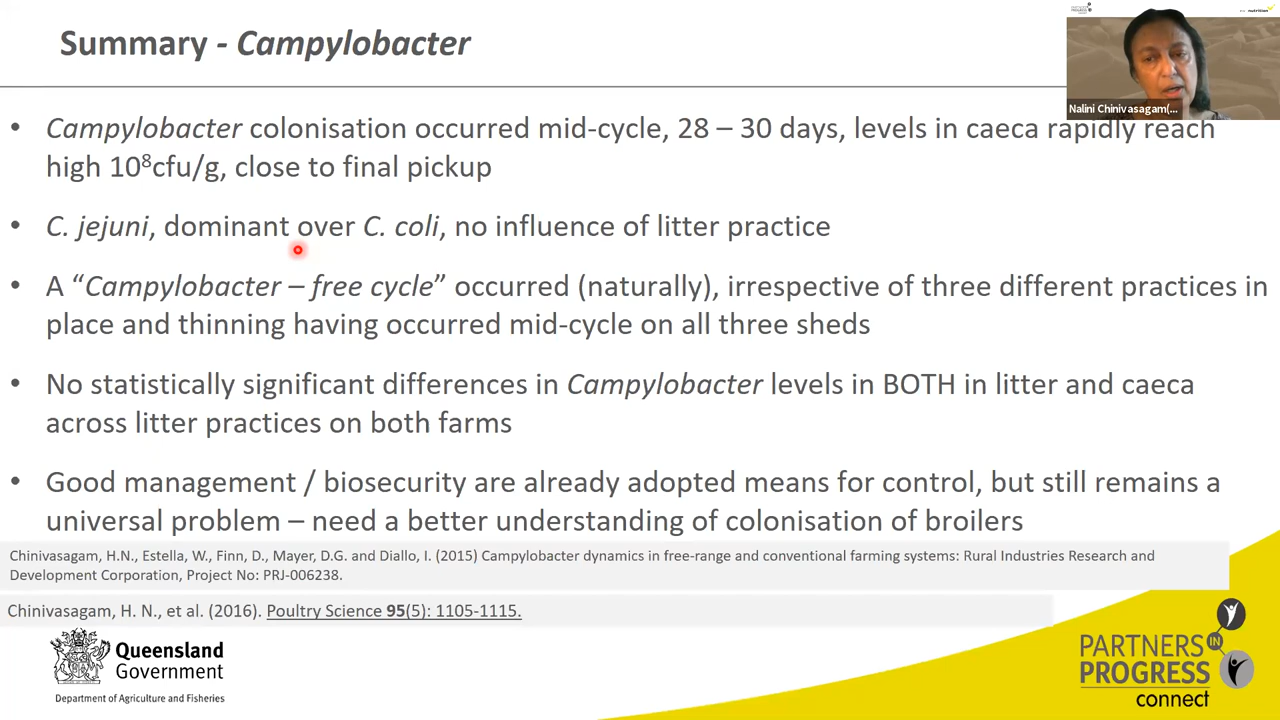 Summary - Campylobacter
PARTNERS IN
PROGRESS
nutrition
Nalini Chinivasagam(...
• Campylobacter colonisation occurred mid-cycle, 28 – 30 days, levels in caeca rapidly reach
high 10⁸cfu/g, close to final pickup
• C. jejuni, dominant over C. coli, no influence of litter practice
• A “Campylobacter – free cycle” occurred (naturally), irrespective of three different practices in
place and thinning having occurred mid-cycle on all three sheds
• No statistically significant differences in Campylobacter levels in BOTH in litter and caeca
across litter practices on both farms
• Good management / biosecurity are already adopted means for control, but still remains a
universal problem – need a better understanding of colonisation of broilers
Chinivasagam, H.N., Estella, W., Finn, D., Mayer, D.G. and Diallo, I. (2015) Campylobacter dynamics in free-range and conventional farming systems: Rural Industries Research and
Development Corporation, Project No: PRJ-006238.
Chinivasagam, H. N., et al. (2016). Poultry Science 95(5): 1105-1115.
Queensland
Government
Department of Agriculture and Fisheries
PARTNERS IN
PROGRESS
connect